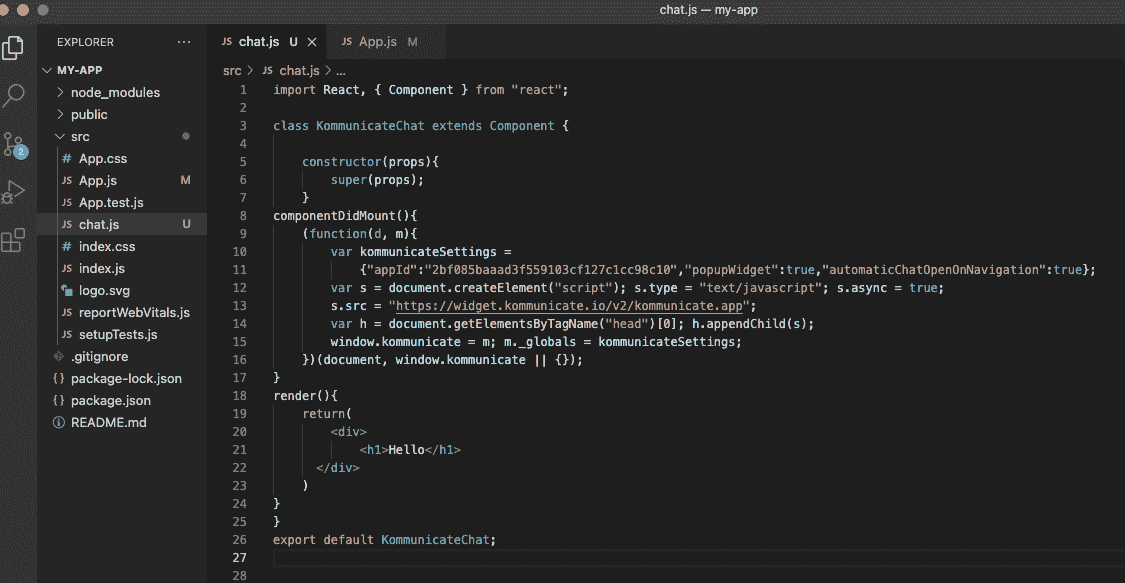 chat.js — my-app
EXPLORER ...
JS chat.js U ×
JS App.js M
MY-APP
src > JS chat.js > ...
node_modules
public
src
# App.css
JS App.js M
JS App.test.js
JS chat.js U
# index.css
JS index.js
logo.svg
JS reportWebVitals.js
JS setupTests.js
.gitignore
{} package-lock.json
{} package.json
README.md
2
1 import React, { Component } from "react";
2
3 class KommunicateChat extends Component {
4
5     constructor(props){
6         super(props);
7     }
8 componentDidMount(){
9     (function(d, m){
10         var kommunicateSettings =
11             {"appId":"2bf085baaad3f559103cf127c1cc98c10","popupWidget":true,"automaticChatOpenOnNavigation":true};
12         var s = document.createElement("script"); s.type = "text/javascript"; s.async = true;
13         s.src = "https://widget.kommunicate.io/v2/kommunicate.app";
14         var h = document.getElementsByTagName("head")[0]; h.appendChild(s);
15         window.kommunicate = m; m._globals = kommunicateSettings;
16     })(document, window.kommunicate || {});
17 }
18 render(){
19     return(
20         <div>
21             <h1>Hello</h1>
22       </div>
23     )
24 }
25 }
26 export default KommunicateChat;
27
28